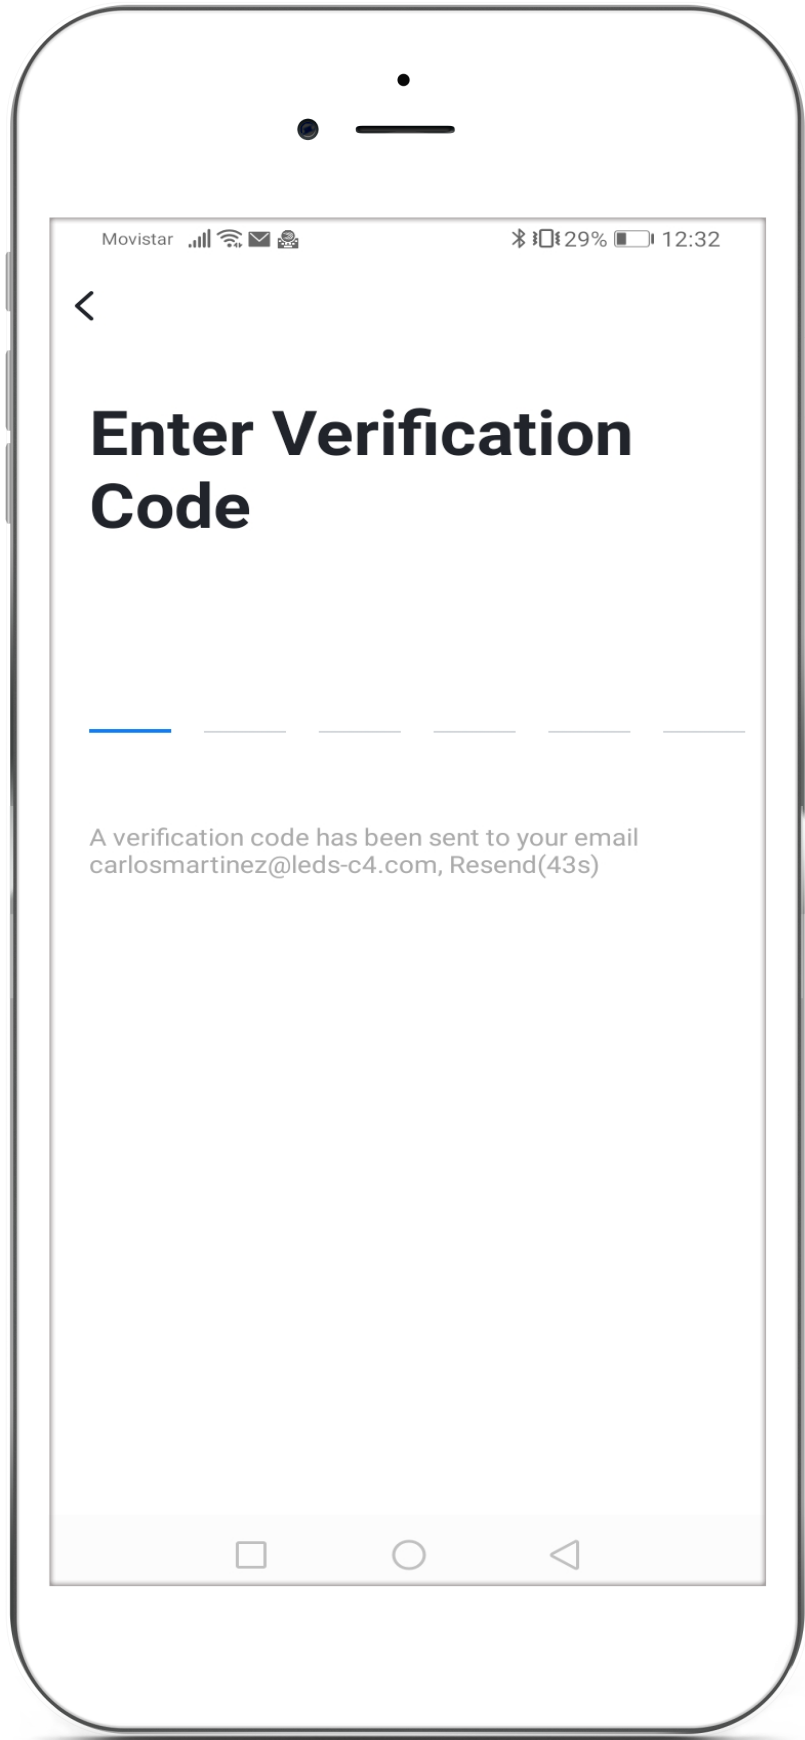 Movistar 29% 12:32
Enter Verification
Code
A verification code has been sent to your email
carlosmartinez@leds-c4.com, Resend(43s)